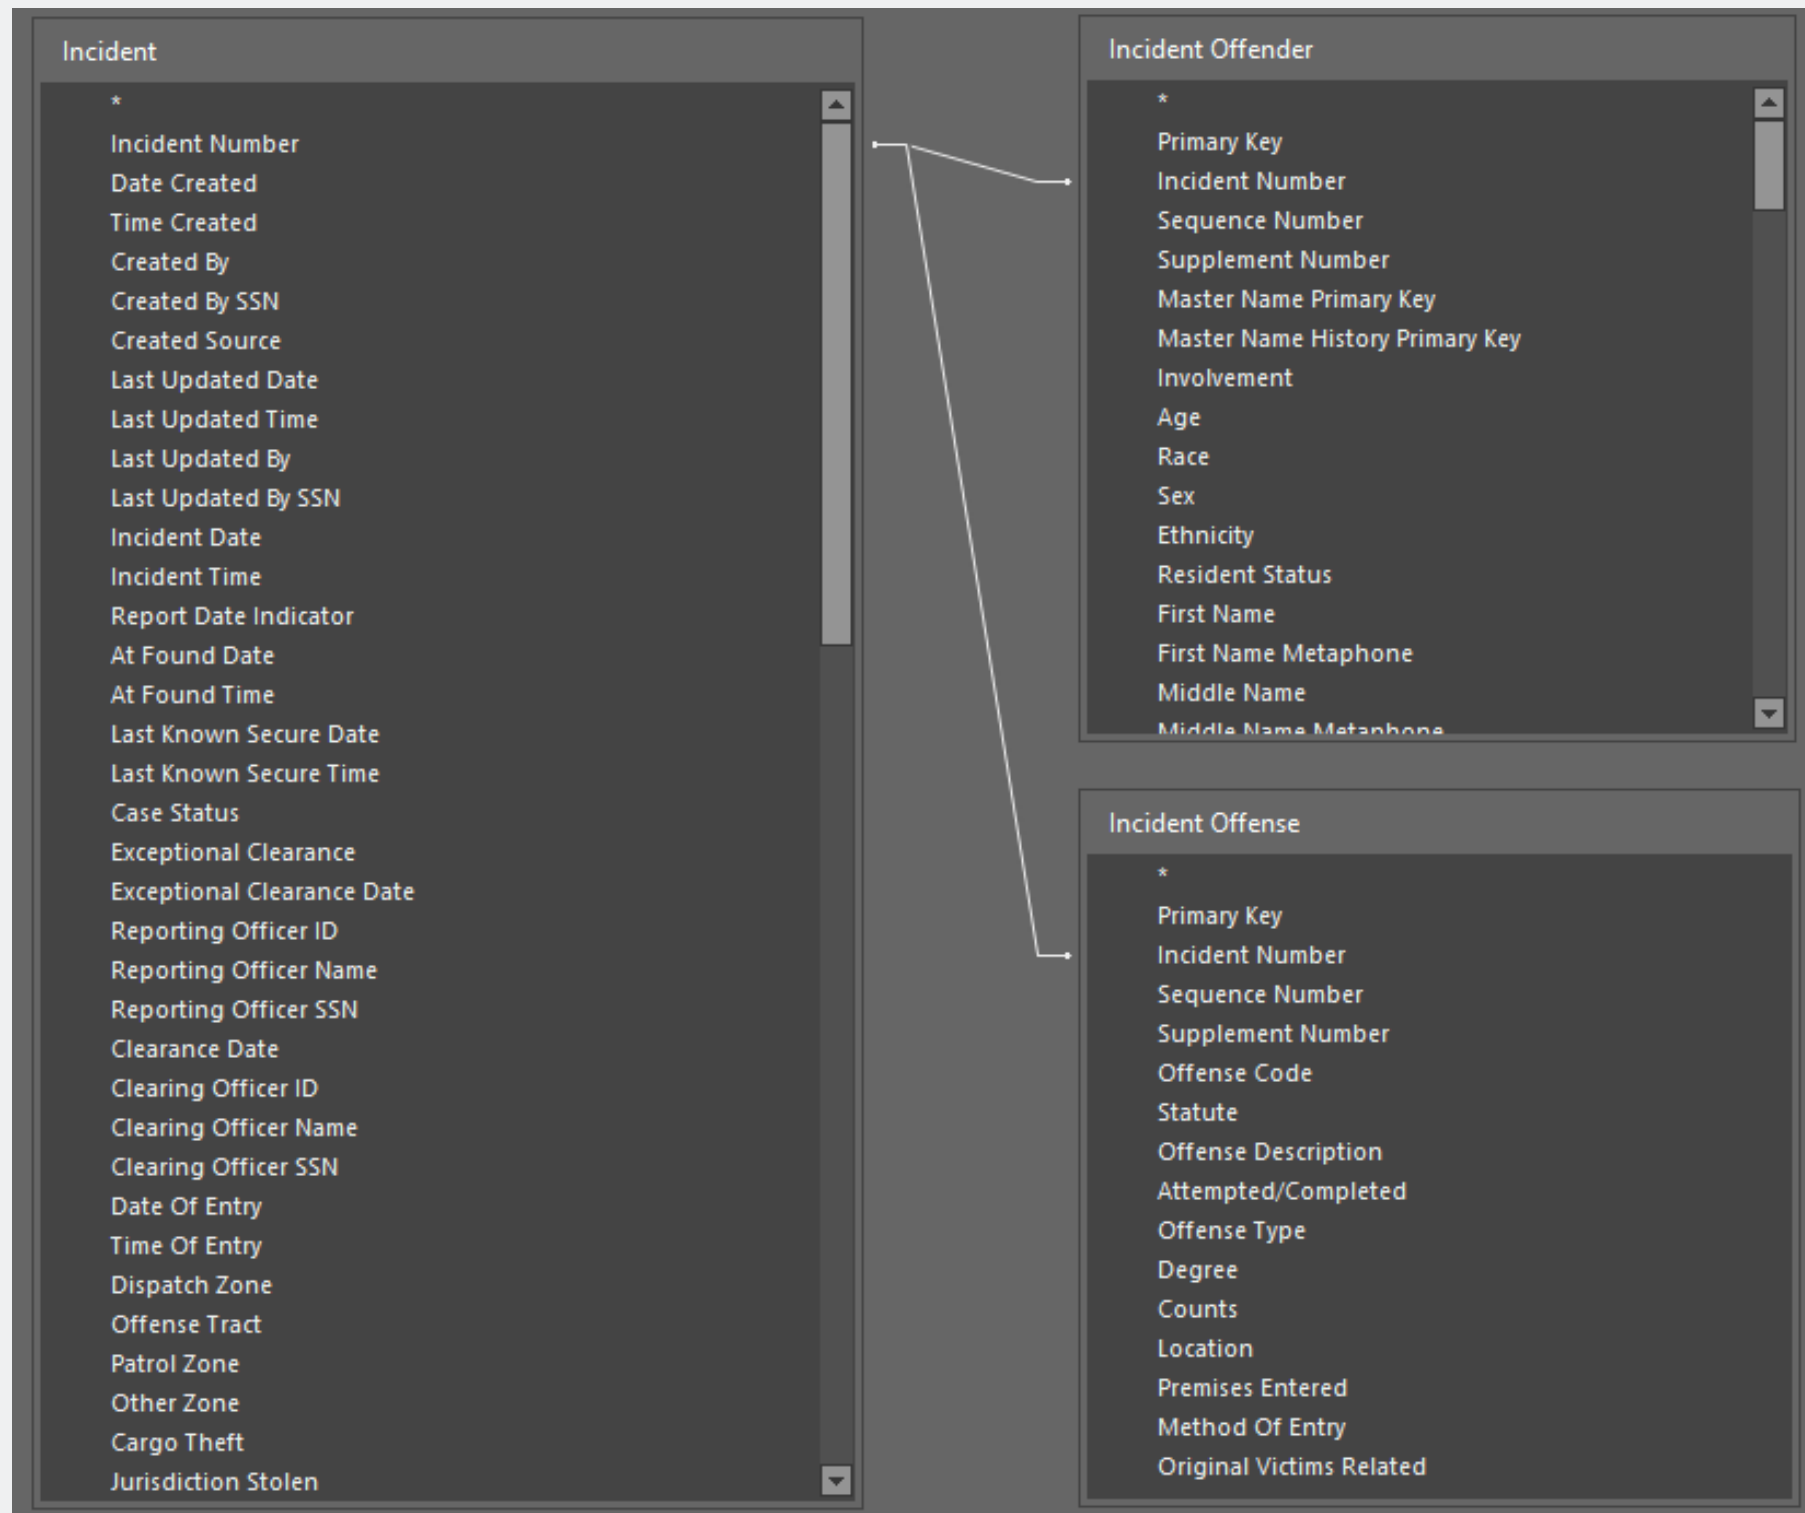 Incident
*
Incident Number
Date Created
Time Created
Created By
Created By SSN
Created Source
Last Updated Date
Last Updated Time
Last Updated By
Last Updated By SSN
Incident Date
Incident Time
Report Date Indicator
At Found Date
At Found Time
Last Known Secure Date
Last Known Secure Time
Case Status
Exceptional Clearance
Exceptional Clearance Date
Reporting Officer ID
Reporting Officer Name
Reporting Officer SSN
Clearance Date
Clearing Officer ID
Clearing Officer Name
Clearing Officer SSN
Date Of Entry
Time Of Entry
Dispatch Zone
Offense Tract
Patrol Zone
Other Zone
Cargo Theft
Jurisdiction Stolen
Incident Offender
*
Primary Key
Incident Number
Sequence Number
Supplement Number
Master Name Primary Key
Master Name History Primary Key
Involvement
Age
Race
Sex
Ethnicity
Resident Status
First Name
First Name Metaphone
Middle Name
Middle Name Metaphone
Incident Offense
*
Primary Key
Incident Number
Sequence Number
Supplement Number
Offense Code
Statute
Offense Description
Attempted/Completed
Offense Type
Degree
Counts
Location
Premises Entered
Method Of Entry
Original Victims Related